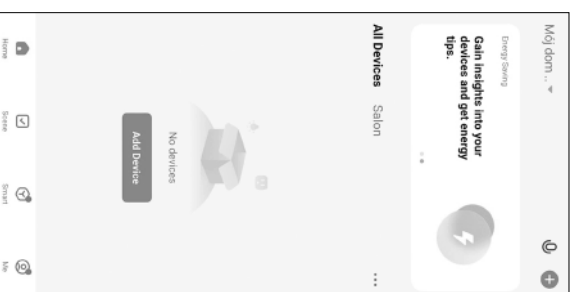 Mój dom ..
Energy Saving
Gain insights into your
devices and get energy
tips.
All Devices Salon
No devices
Add Device
Home Scene Smart Me